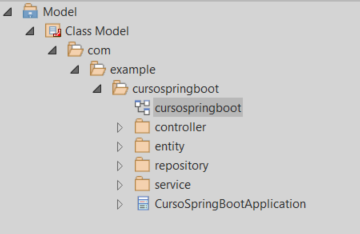 Model
Class Model
com
example
cursospringboot
cursospringboot
controller
entity
repository
service
CursoSpringBootApplication